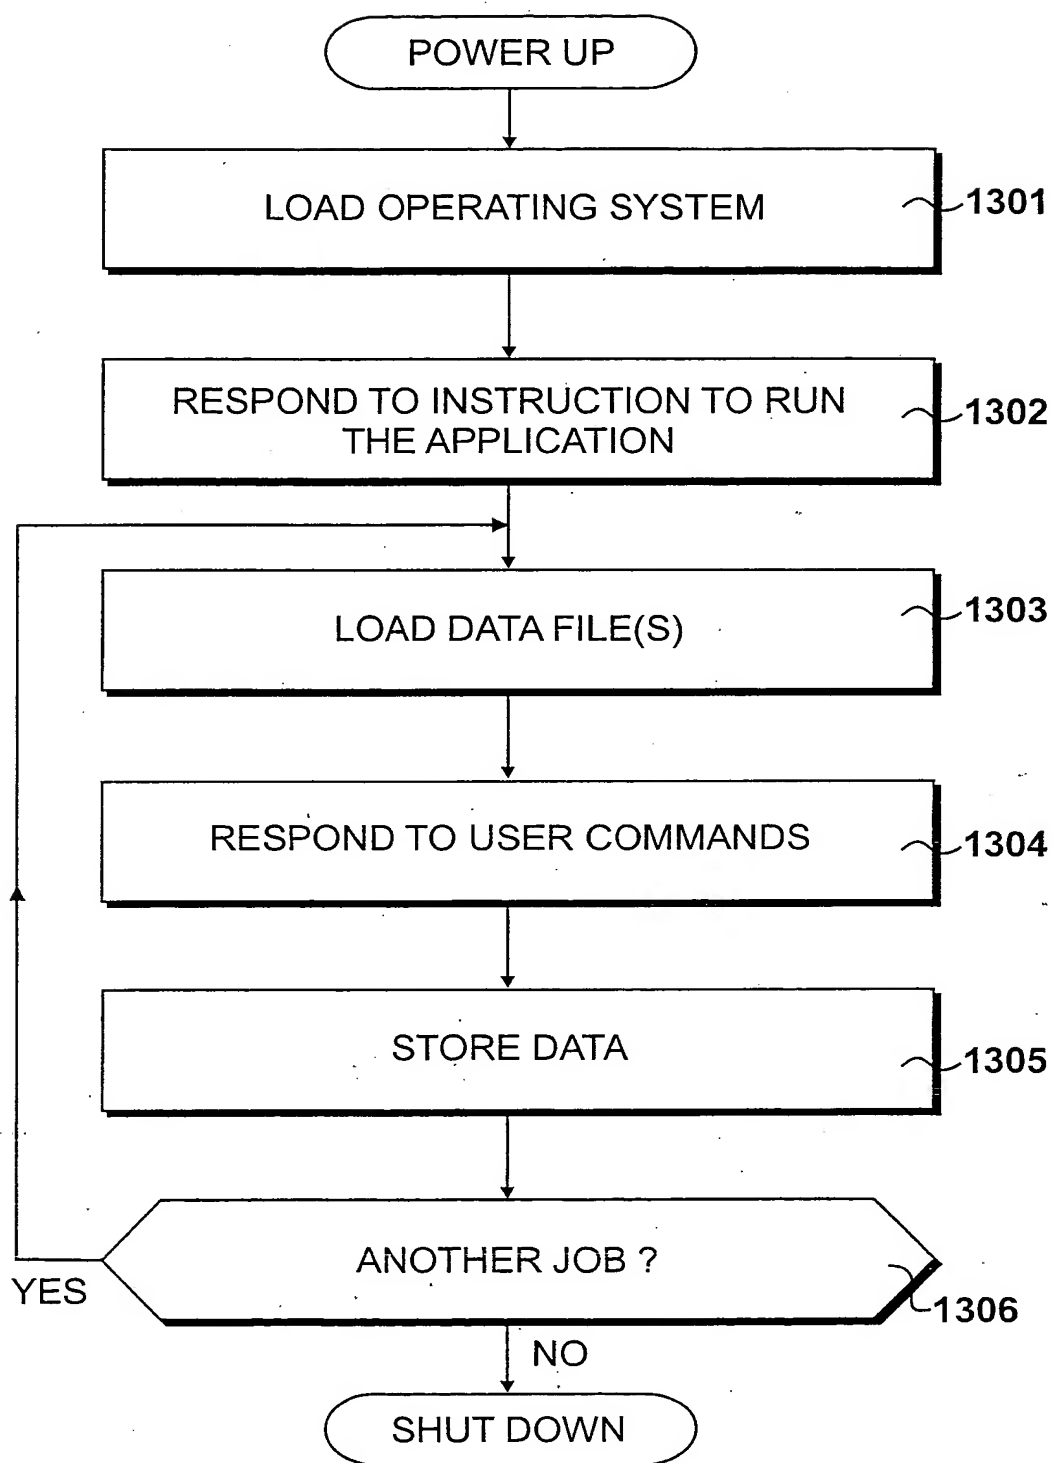 POWER UP
LOAD OPERATING SYSTEM
1301
RESPOND TO INSTRUCTION TO RUN
THE APPLICATION
1302
LOAD DATA FILE(S)
1303
RESPOND TO USER COMMANDS
1304
STORE DATA
1305
ANOTHER JOB ?
YES
1306
NO
SHUT DOWN